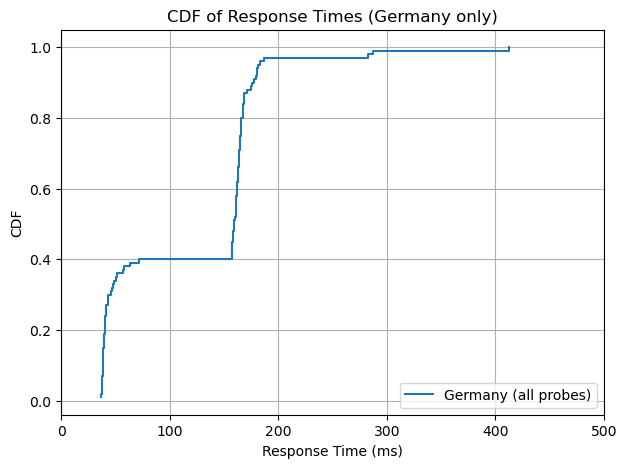 CDF of Response Times (Germany only)
1.0
0.8
0.6
0.4
0.2
0.0
CDF
0 100 200 300 400 500
Response Time (ms)
Germany (all probes)